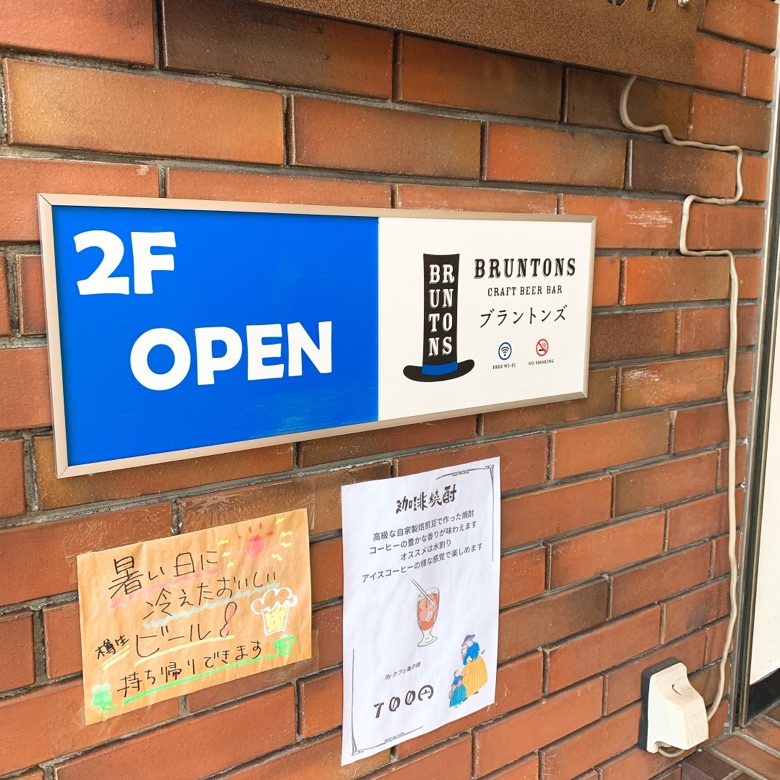 2F
OPEN
BRUNTONS
BRUNTONS
CRAFT BEER BAR
ブラントンズ
FREE Wi-Fi
NO SMOKING
暑い日に
冷えたおいしい
樽生ビール!
持ち帰りできます
珈琲焼酎
高級な自家製焙煎豆で作った焼酎
コーヒーの豊かな香りが味わえます
オススメは水割り
アイスコーヒーの様な感覚で楽しめます
700円